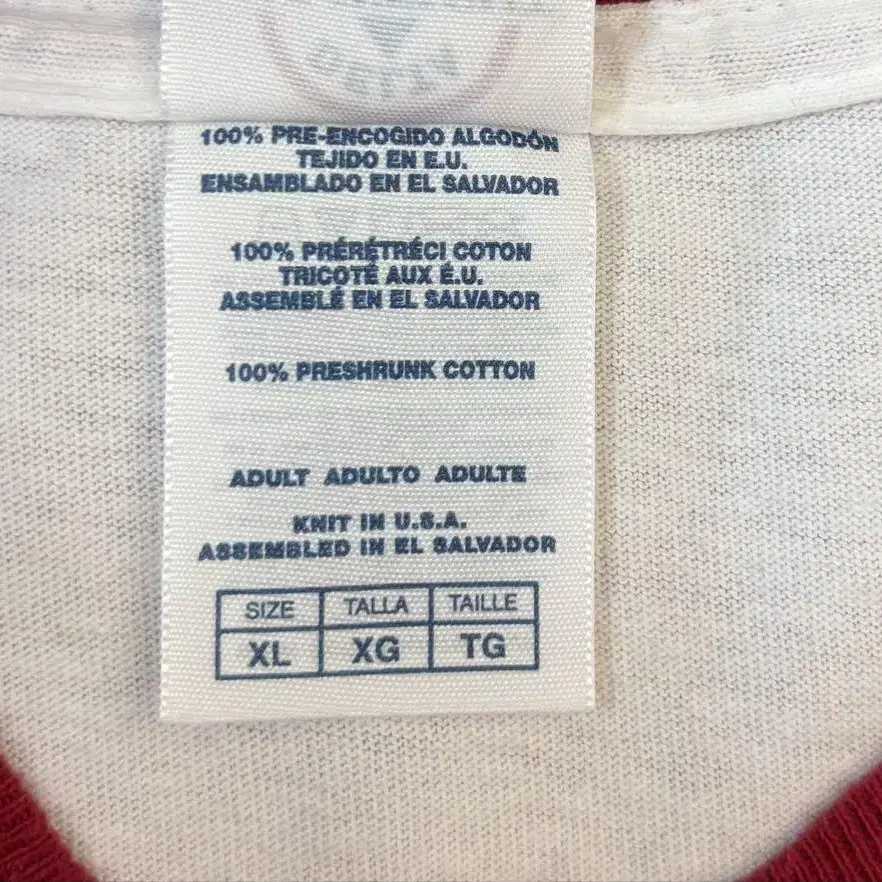 100% PRE-ENCOGIDO ALGODÓN
TEJIDO EN E.U.
ENSAMBLADO EN EL SALVADOR
100% PRÉRÉTRÉCI COTON
TRICOTÉ AUX É.U.
ASSEMBLÉ EN EL SALVADOR
100% PRESHRUNK COTTON
ADULT ADULTO ADULTE
KNIT IN U.S.A.
ASSEMBLED IN EL SALVADOR
SIZE TALLA TAILLE
XL XG TG